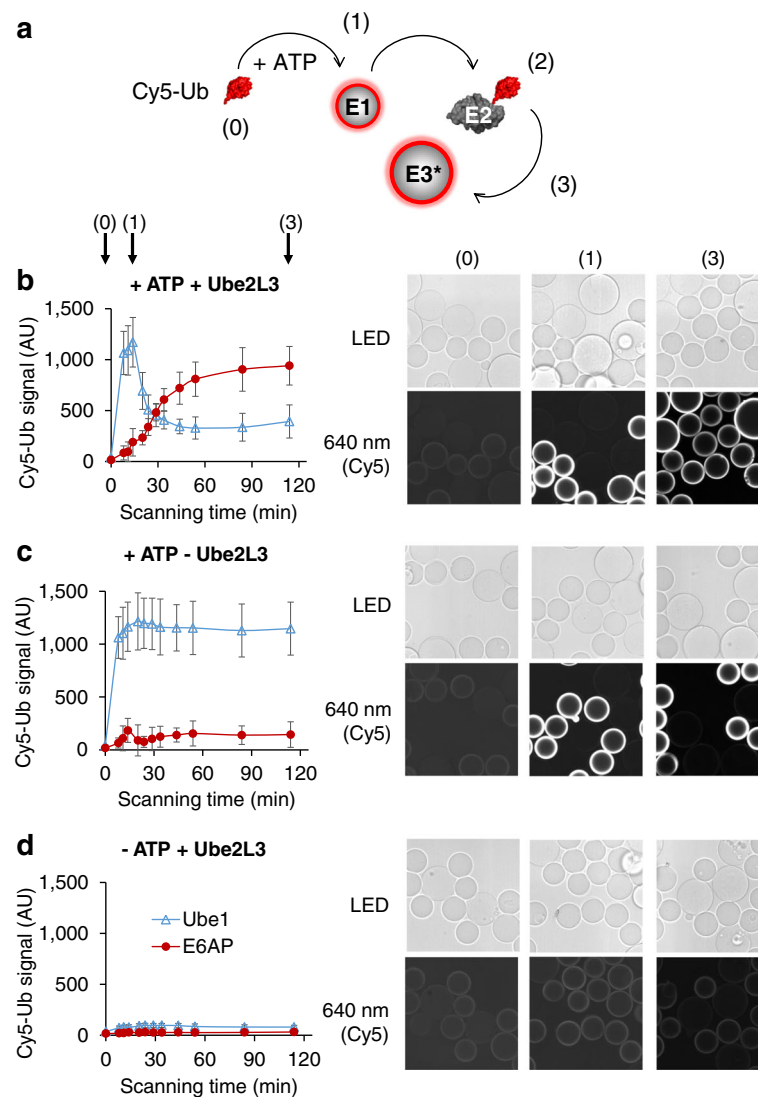 a
(1)
+ ATP
(2)
Cy5-Ub
E1
E2
(0)
E3*
(3)
(0) (1) (3)
b
+ ATP + Ube2L3
(0) (1) (3)
Cy5-Ub signal (AU)
1,500
1,000
500
0
0 30 60 90 120
Scanning time (min)
LED
640 nm
(Cy5)
c
+ ATP - Ube2L3
Cy5-Ub signal (AU)
1,500
1,000
500
0
0 30 60 90 120
Scanning time (min)
LED
640 nm
(Cy5)
d
- ATP + Ube2L3
Cy5-Ub signal (AU)
1,500
1,000
500
0
Ube1
E6AP
0 30 60 90 120
Scanning time (min)
LED
640 nm
(Cy5)